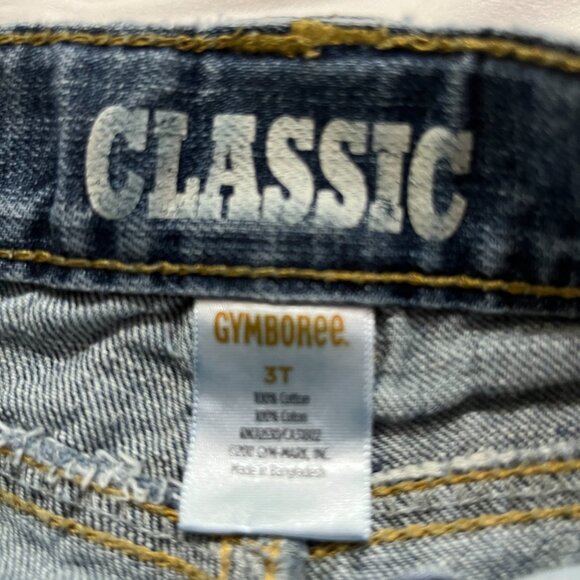 CLASSIC
GYMBOREE
3T
100% Cotton
100% Coton
GYM-MARK, INC.
Made in Bangladesh